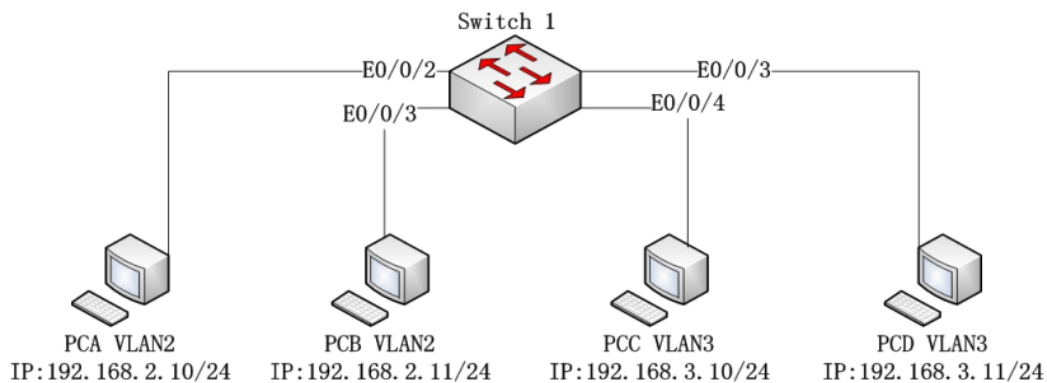 Switch 1
E0/0/2
E0/0/3
E0/0/3
E0/0/4
PCA VLAN2
IP:192.168.2.10/24
PCB VLAN2
IP:192.168.2.11/24
PCC VLAN3
IP:192.168.3.10/24
PCD VLAN3
IP:192.168.3.11/24